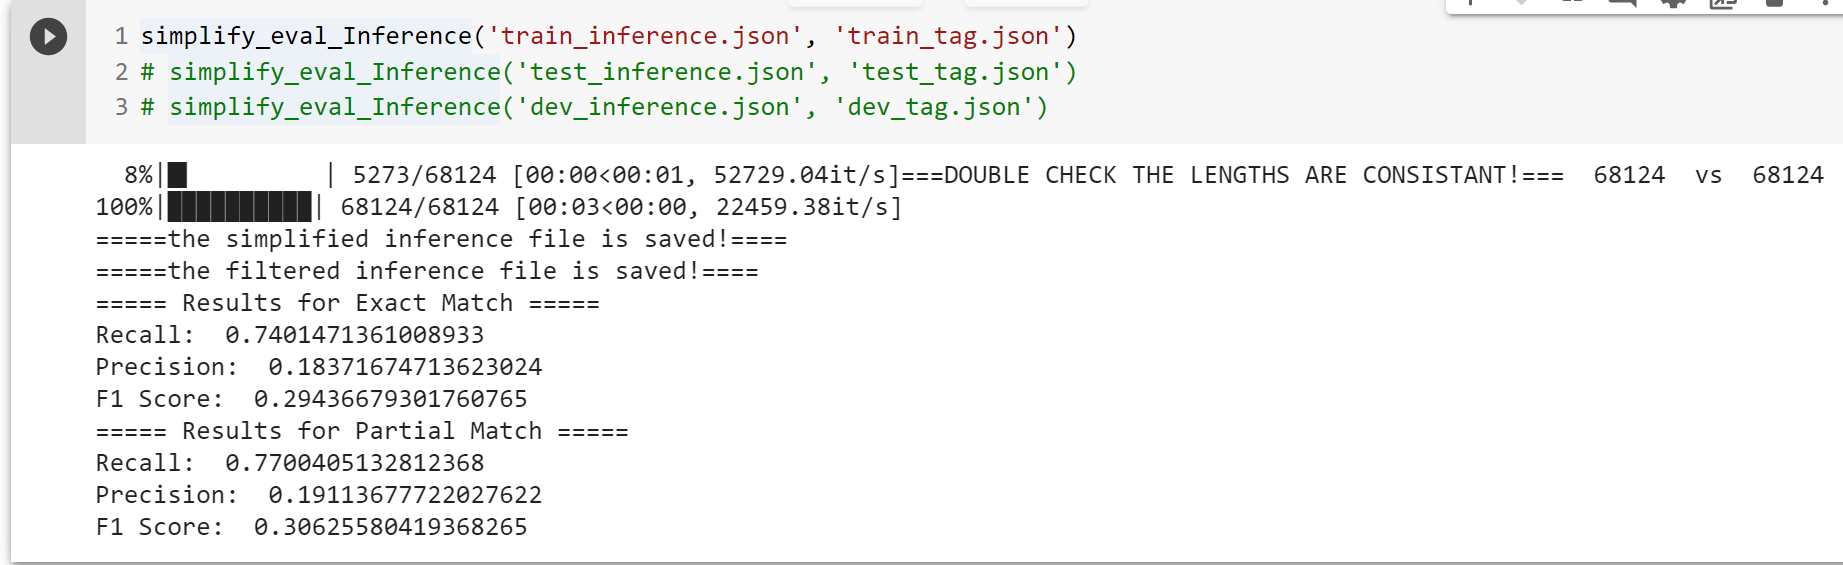 1 simplify_eval_Inference('train_inference.json', 'train_tag.json')
2 # simplify_eval_Inference('test_inference.json', 'test_tag.json')
3 # simplify_eval_Inference('dev_inference.json', 'dev_tag.json')
8%|█         | 5273/68124 [00:00<00:01, 52729.04it/s]===DOUBLE CHECK THE LENGTHS ARE CONSISTANT!===  68124  vs  68124
100%|██████████| 68124/68124 [00:03<00:00, 22459.38it/s]
=====the simplified inference file is saved!====
=====the filtered inference file is saved!====
===== Results for Exact Match =====
Recall:  0.7401471361008933
Precision:  0.18371674713623024
F1 Score:  0.29436679301760765
===== Results for Partial Match =====
Recall:  0.7700405132812368
Precision:  0.19113677722027622
F1 Score:  0.30625580419368265